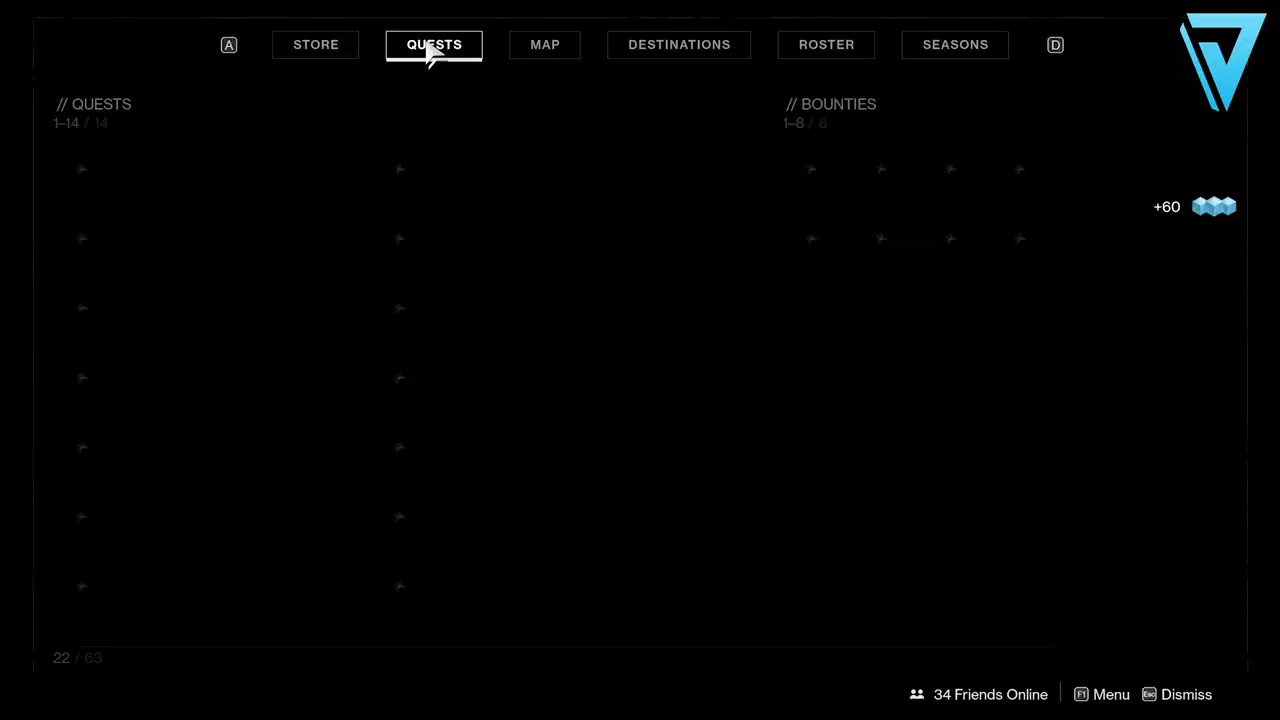 A STORE QUESTS MAP DESTINATIONS ROSTER SEASONS D
// QUESTS
1–14 / 14
// BOUNTIES
1–8 / 8
+60
22 / 63
34 Friends Online F1 Menu Esc Dismiss